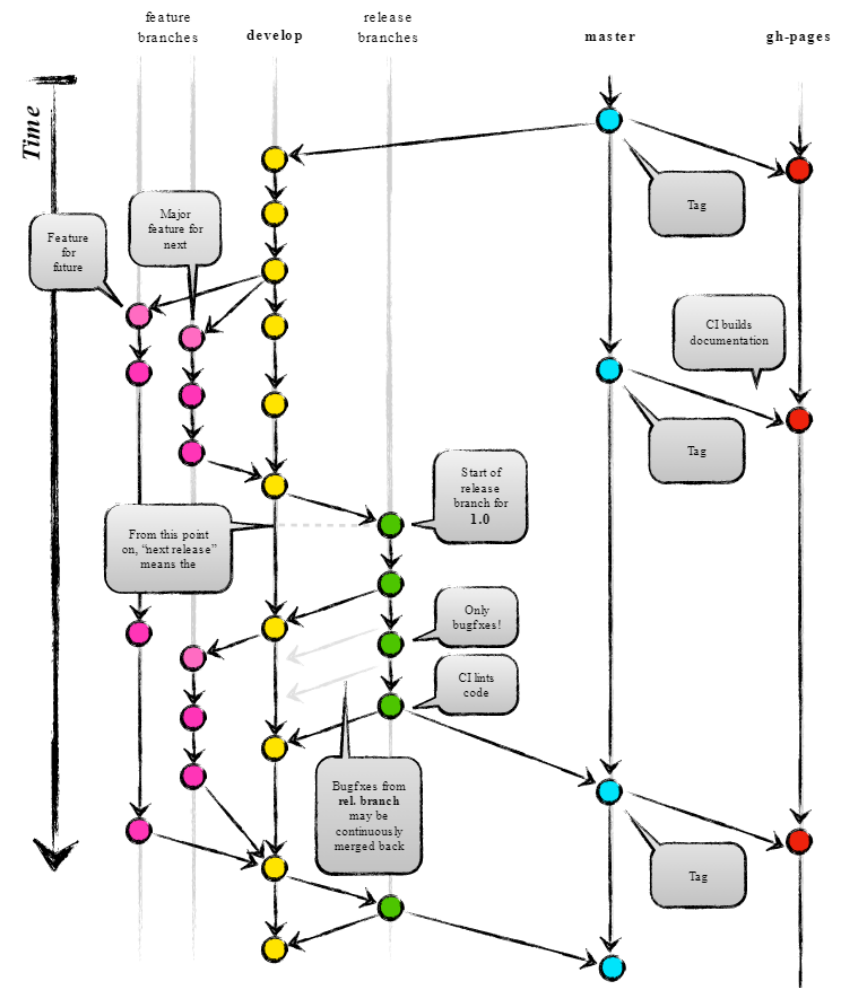 feature
branches
develop
release
branches
master
gh-pages
Time
Tag
Major
feature for
next
Feature
for
future
CI builds
documentation
Tag
Start of
release
branch for
1.0
From this point
on, “next release”
means the
Only
bugfxes!
CI lints
code
Bugfxes from
rel. branch
may be
continuously
merged back
Tag